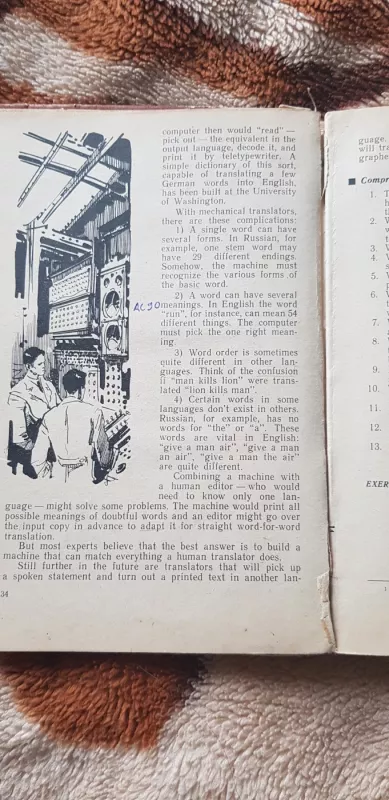 computer then would "read" —
pick out — the equivalent in the
output language, decode it, and
print it by teletypewriter. A
simple dictionary of this sort,
capable of translating a few
German words into English,
has been built at the University
of Washington.
With mechanical translators,
there are these complications:
1) A single word can have
several forms. In Russian, for
example, one stem word may
have 29 different endings.
Somehow, the machine must
recognize the various forms of
the basic word.
2) A word can have several
meanings. In English the word
"run", for instance, can mean 54
different things. The computer
must pick the one right mean-
ing.
3) Word order is sometimes
quite different in other lan-
guages. Think of the confusion
if "man kills lion" were trans-
lated "lion kills man".
4) Certain words in some
languages don't exist in others.
Russian, for example, has no
words for "the" or "a". These
words are vital in English:
"give a man air", "give a man
an air", "give a man the air"
are quite different.
Combining a machine with
a human editor — who would
need to know only one lan-
guage — might solve some problems. The machine would print all
possible meanings of doubtful words and an editor might go over
the input copy in advance to adapt it for straight word-for-word
translation.
But most experts believe that the best answer is to build a
machine that can match everything a human translator does.
Still further in the future are translators that will pick up
a spoken statement and turn out a printed text in another lan-
34
guage
will tra
graphe
■ Compr
1.
2.
3.
4.
5.
6.
7.
8.
9.
10.
11.
12.
13.
EXER